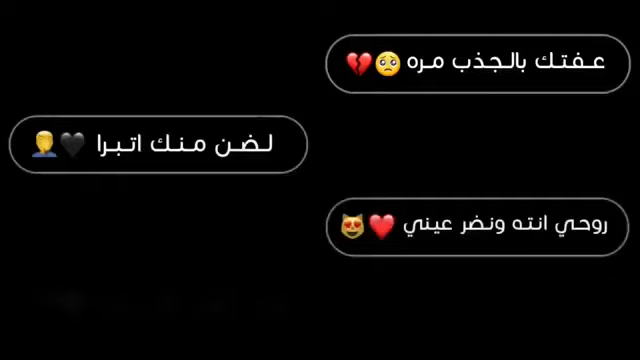 عفتك بالجذب مره 🥺💔
لضن منك اتبرا 🖤🤦‍♂️
روحي انته ونضر عيني ❤️😻